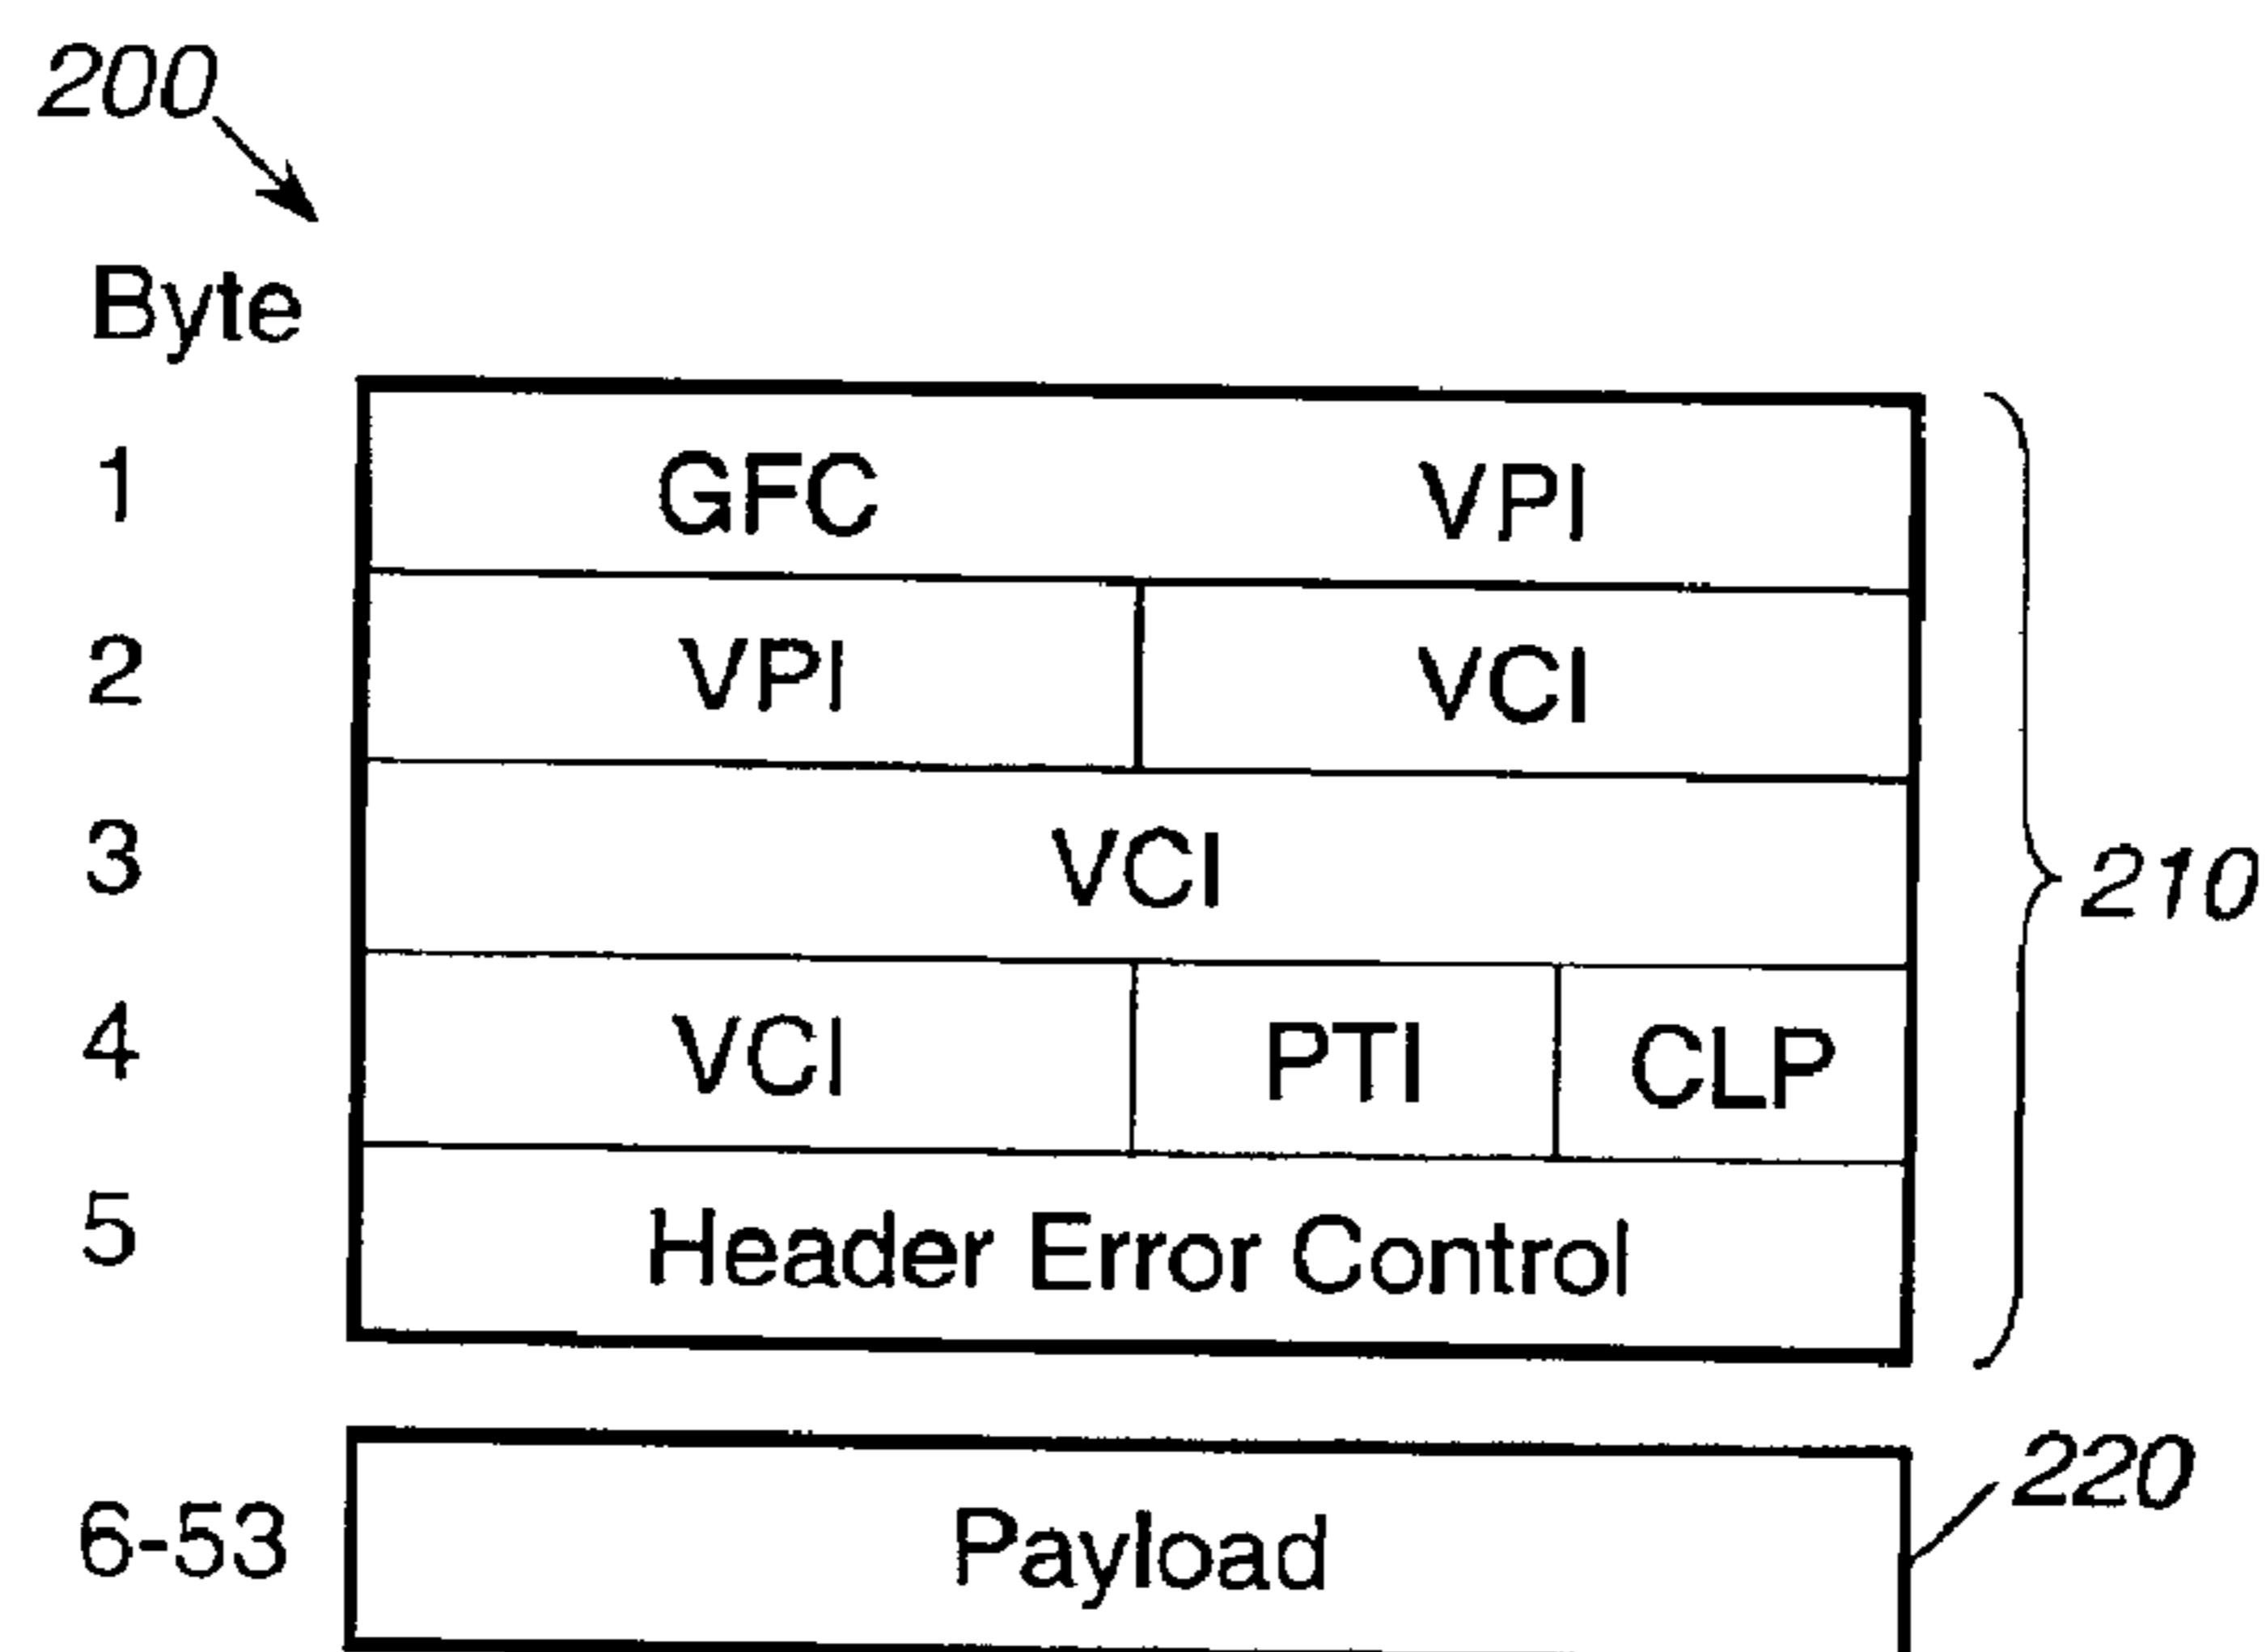 200
Byte
1 GFC VPI
2 VPI VCI
3 VCI
210
4 VCI PTI CLP
5 Header Error Control
220
6-53 Payload